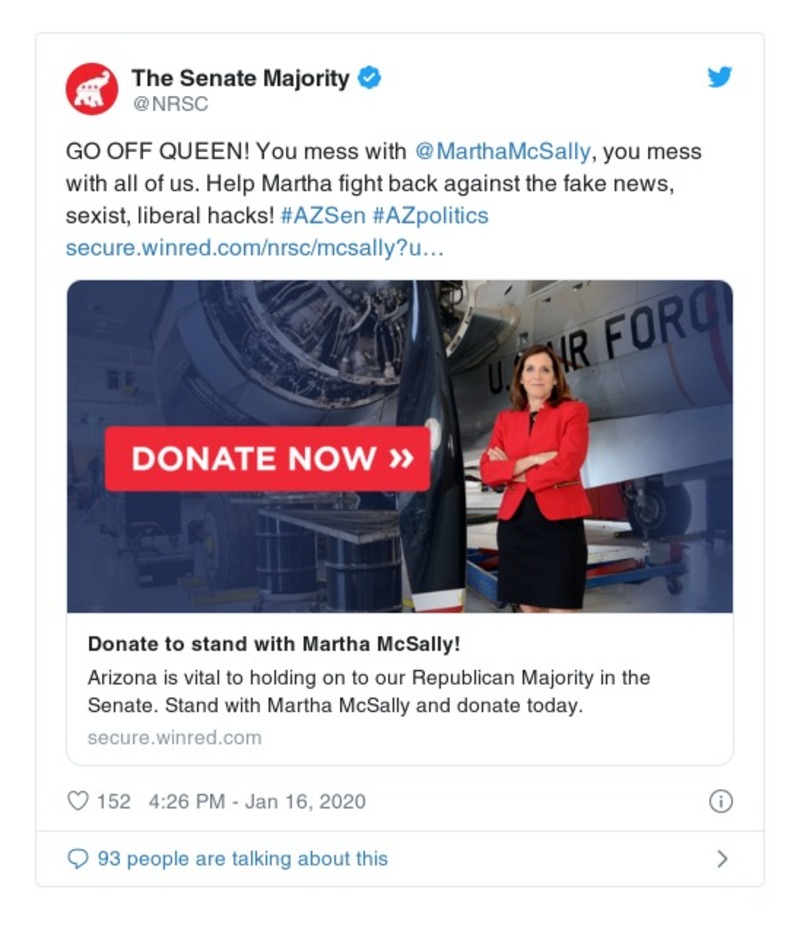 The Senate Majority
@NRSC
GO OFF QUEEN! You mess with @MarthaMcSally, you mess
with all of us. Help Martha fight back against the fake news,
sexist, liberal hacks! #AZSen #AZpolitics
secure.winred.com/nrsc/mcsally?u…
U.S. AIR FORC
DONATE NOW »
Donate to stand with Martha McSally!
Arizona is vital to holding on to our Republican Majority in the
Senate. Stand with Martha McSally and donate today.
secure.winred.com
152 4:26 PM - Jan 16, 2020
93 people are talking about this